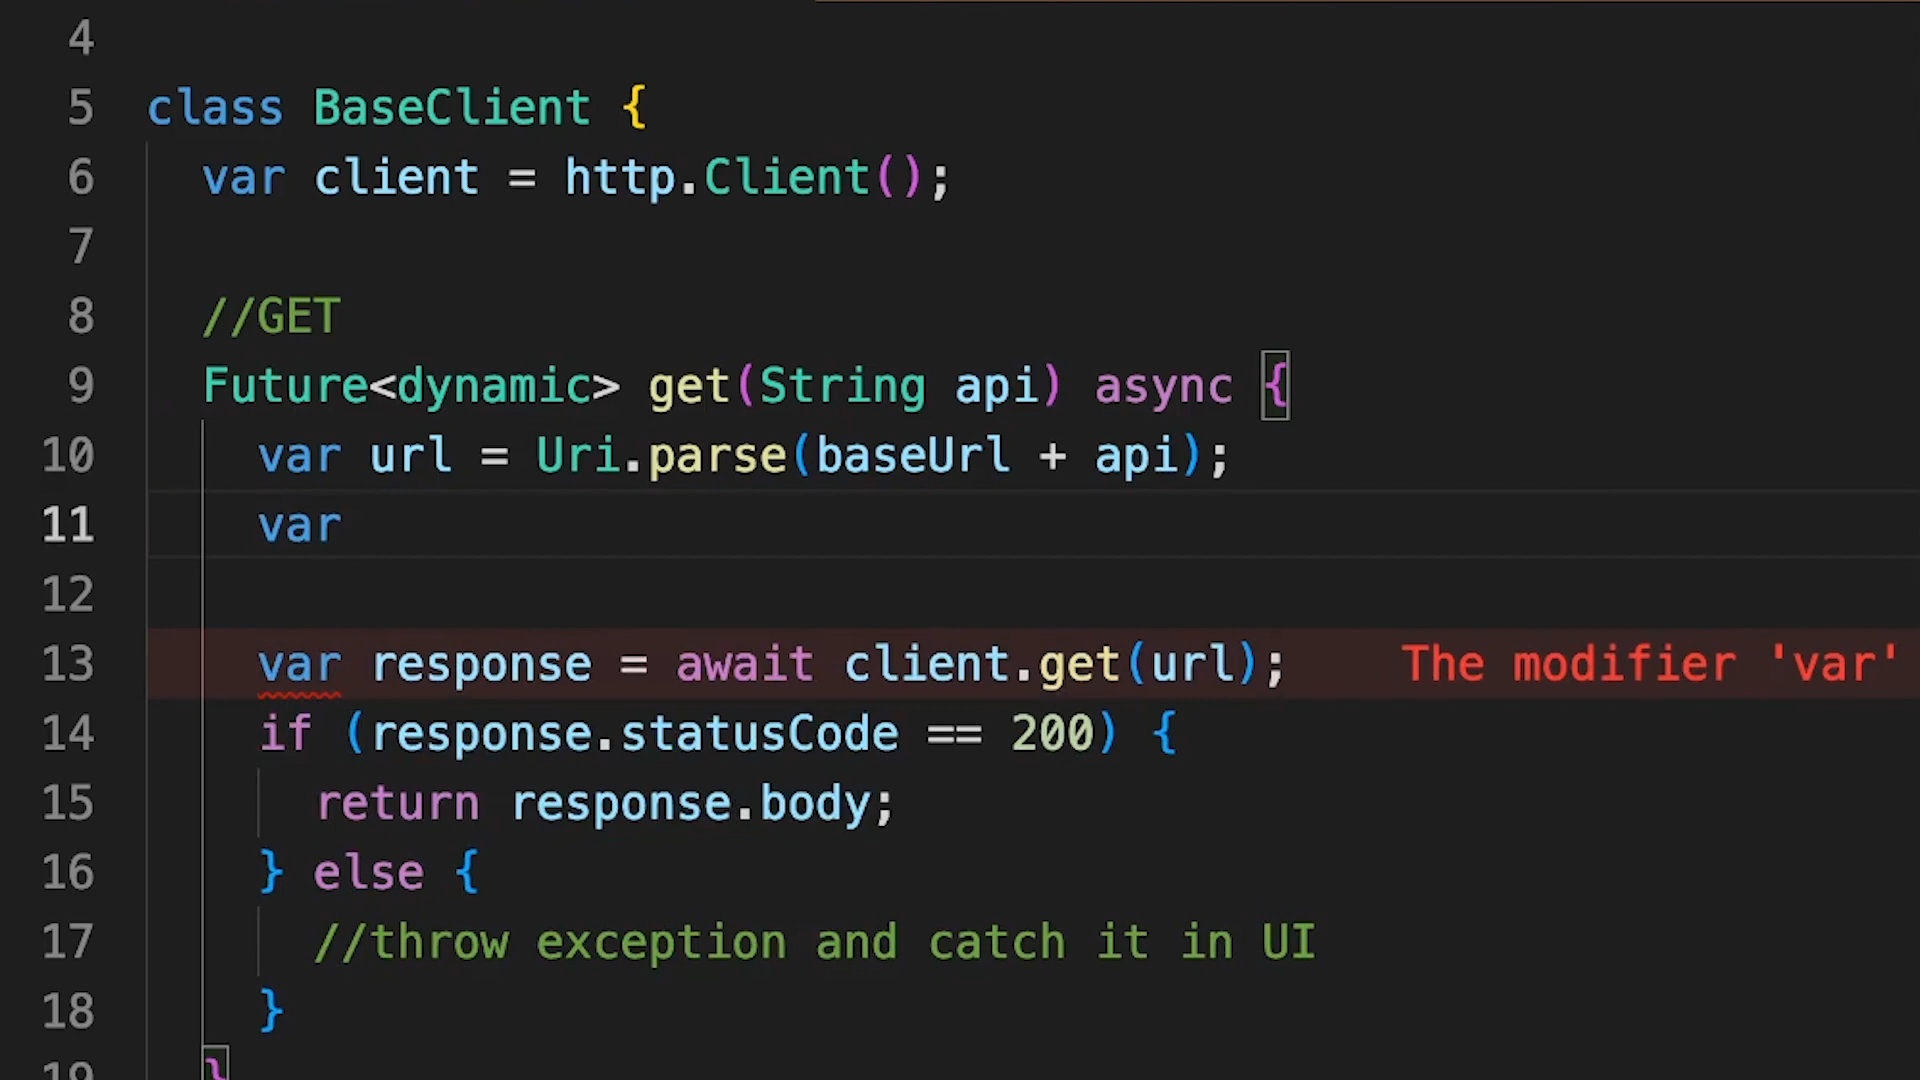 4
5 class BaseClient {
6 var client = http.Client();
7
8 //GET
9 Future<dynamic> get(String api) async {
10 var url = Uri.parse(baseUrl + api);
11 var
12
13 var response = await client.get(url); The modifier 'var'
14 if (response.statusCode == 200) {
15 return response.body;
16 } else {
17 //throw exception and catch it in UI
18 }
19 }